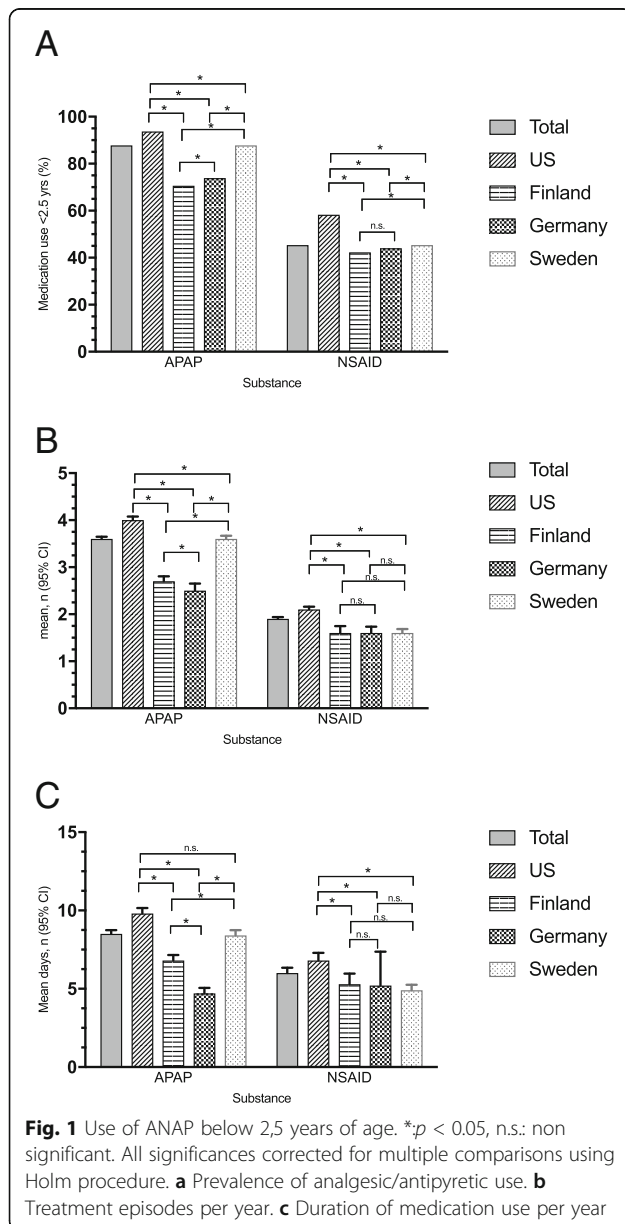 A
* 
* *
* *
*
Medication use <2.5 yrs (%)
100
80
60
40
20
0
*
* *
* *
n.s.
APAP NSAID
Substance
Total
US
Finland
Germany
Sweden
B
*
*
* *
*
*
mean, n (95% CI)
5
4
3
2
1
0
*
*
* n.s.
n.s.
n.s.
APAP NSAID
Substance
Total
US
Finland
Germany
Sweden
C
n.s.
*
* *
*
*
Mean days, n (95% CI)
15
10
5
0
*
*
* n.s.
n.s.
n.s.
APAP NSAID
Substance
Total
US
Finland
Germany
Sweden
Fig. 1 Use of ANAP below 2,5 years of age. *:p < 0.05, n.s.: non
significant. All significances corrected for multiple comparisons using
Holm procedure. a Prevalence of analgesic/antipyretic use. b
Treatment episodes per year. c Duration of medication use per year